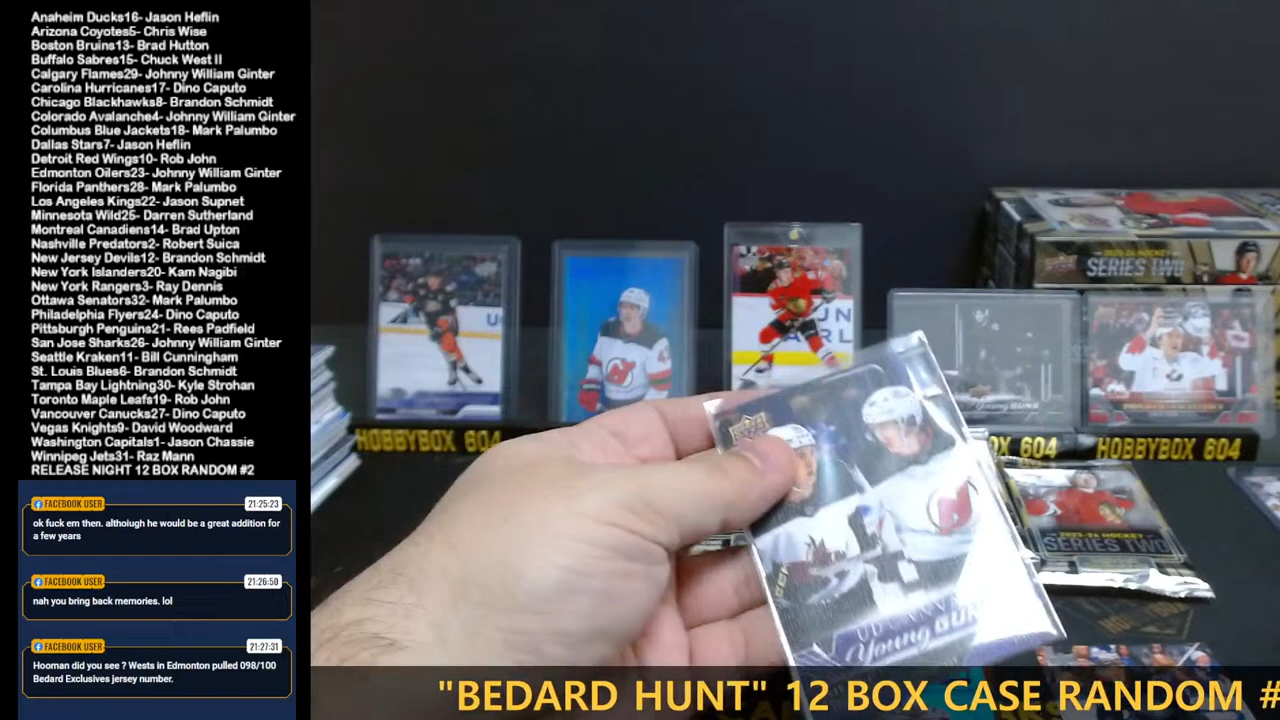 Anaheim Ducks16- Jason Heflin
Arizona Coyotes5- Chris Wise
Boston Bruins13- Brad Hutton
Buffalo Sabres15- Chuck West II
Calgary Flames29- Johnny William Ginter
Carolina Hurricanes17- Dino Caputo
Chicago Blackhawks8- Brandon Schmidt
Colorado Avalanche4- Johnny William Ginter
Columbus Blue Jackets18- Mark Palumbo
Dallas Stars7- Jason Heflin
Detroit Red Wings10- Rob John
Edmonton Oilers23- Johnny William Ginter
Florida Panthers28- Mark Palumbo
Los Angeles Kings22- Jason Supnet
Minnesota Wild25- Darren Sutherland
Montreal Canadiens14- Brad Upton
Nashville Predators2- Robert Suica
New Jersey Devils12- Brandon Schmidt
New York Islanders20- Kam Nagibi
New York Rangers3- Ray Dennis
Ottawa Senators32- Mark Palumbo
Philadelphia Flyers24- Dino Caputo
Pittsburgh Penguins21- Rees Padfield
San Jose Sharks26- Johnny William Ginter
Seattle Kraken11- Bill Cunningham
St. Louis Blues6- Brandon Schmidt
Tampa Bay Lightning30- Kyle Strohan
Toronto Maple Leafs19- Rob John
Vancouver Canucks27- Dino Caputo
Vegas Knights9- David Woodward
Washington Capitals1- Jason Chassie
Winnipeg Jets31- Raz Mann
RELEASE NIGHT 12 BOX RANDOM #2
FACEBOOK USER 21:25:23
ok fuck em then. althoiugh he would be a great addition for
a few years
FACEBOOK USER 21:26:50
nah you bring back memories. lol
FACEBOOK USER 21:27:31
Hooman did you see ? Wests in Edmonton pulled 098/100
Bedard Exclusives jersey number.
SERIES TWO
Young Guns
HOBBYBOX 604
604
HOBBYBOX 604
2023-24 HOCKEY
SERIES TWO
UD CANVAS
Young Guns
"BEDARD HUNT" 12 BOX CASE RANDOM #